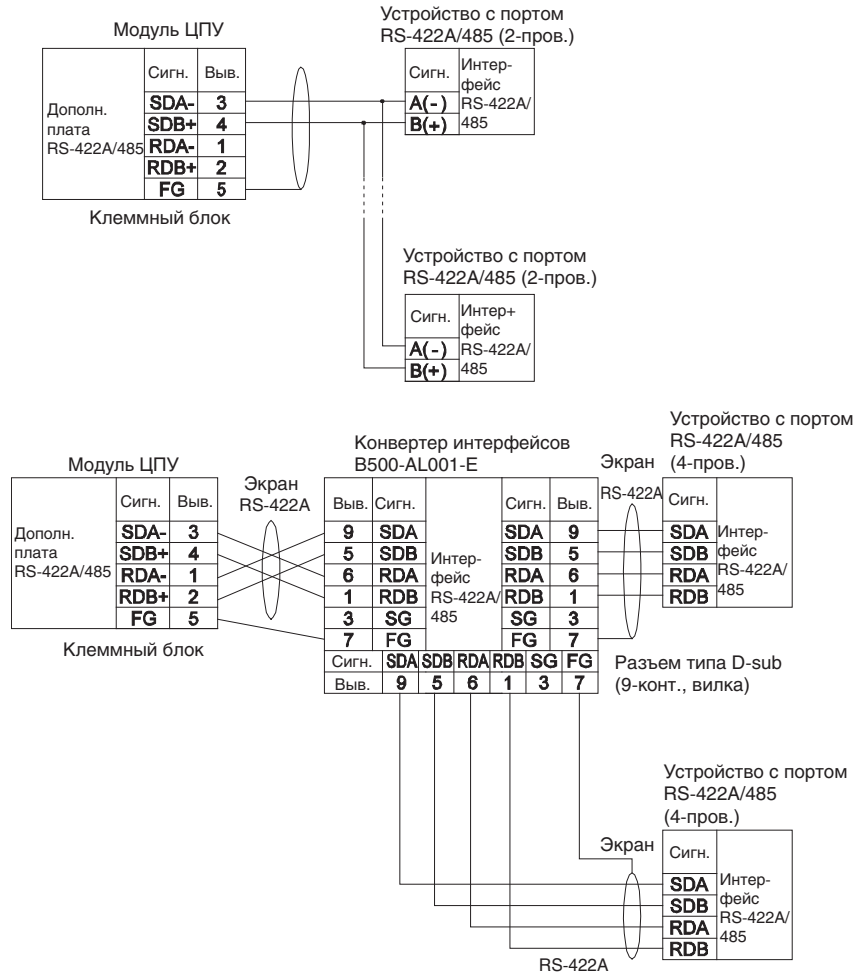 Модуль ЦПУ
Сигн. Выв.
Дополн.
плата
RS-422A/485
SDA- 3
SDB+ 4
RDA- 1
RDB+ 2
FG 5
Клеммный блок
Устройство с портом
RS-422A/485 (2-пров.)
Сигн.
A(-)
B(+)
Интер-
фейс
RS-422A/
485
Устройство с портом
RS-422A/485 (2-пров.)
Сигн.
A(-)
B(+)
Интер+
фейс
RS-422A/
485
Модуль ЦПУ
Сигн. Выв.
Дополн.
плата
RS-422A/485
SDA- 3
SDB+ 4
RDA- 1
RDB+ 2
FG 5
Клеммный блок
Экран
RS-422A
Конвертер интерфейсов
B500-AL001-E
Выв. Сигн.
9 SDA
5 SDB
6 RDA
1 RDB
3 SG
7 FG
Интер-
фейс
RS-422A/
485
Сигн. Выв.
SDA 9
SDB 5
RDA 6
RDB 1
SG 3
FG 7
Сигн. SDA SDB RDA RDB SG FG
Выв. 9 5 6 1 3 7
Экран
RS-422A
Устройство с портом
RS-422A/485
(4-пров.)
Сигн.
SDA
SDB
RDA
RDB
Интер-
фейс
RS-422A/
485
Разъем типа D-sub
(9-конт., вилка)
Устройство с портом
RS-422A/485
(4-пров.)
Экран
Сигн.
SDA
SDB
RDA
RDB
Интер-
фейс
RS-422A/
485
RS-422A